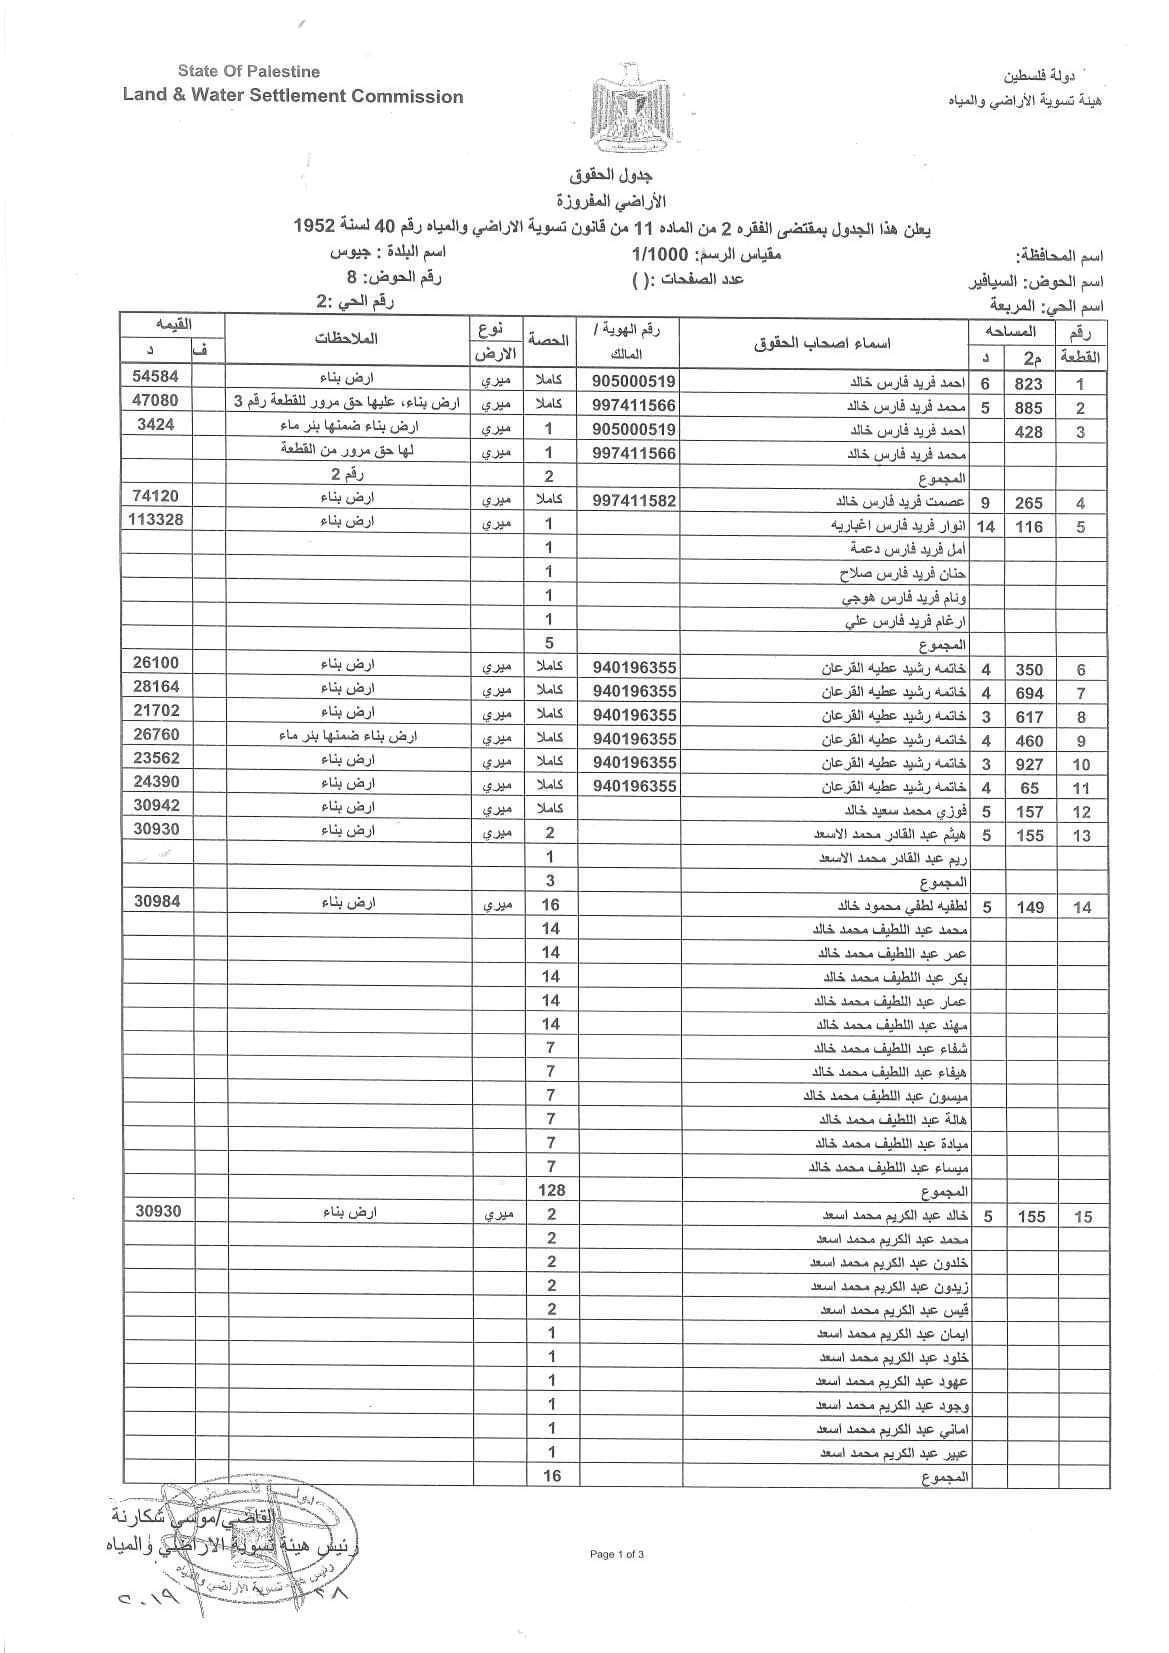 State Of Palestine
Land & Water Settlement Commission
دولة فلسطين
هيئة تسوية الأراضي والمياه
جدول الحقوق
الأراضي المفروزة
يعلن هذا الجدول بمقتضى الفقره 2 من الماده 11 من قانون تسوية الاراضي والمياه رقم 40 لسنة 1952
اسم المحافظة: مقياس الرسم: 1/1000 اسم البلدة : جيوس
اسم الحوض: السيافير عدد الصفحات :( ) رقم الحوض: 8
اسم الحي: المربعة رقم الحي :2
رقم القطعة المساحه م2 د اسماء اصحاب الحقوق رقم الهوية / المالك الحصة نوع الارض الملاحظات القيمه ف د
1 823 6 احمد فريد فارس خالد 905000519 كاملا ميري ارض بناء 54584
2 885 5 محمد فريد فارس خالد 997411566 كاملا ميري ارض بناء، عليها حق مرور للقطعة رقم 3 47080
3 428 احمد فريد فارس خالد 905000519 1 ميري ارض بناء ضمنها بئر ماء 3424
محمد فريد فارس خالد 997411566 1 ميري لها حق مرور من القطعة
المجموع 2 رقم 2
4 265 9 عصمت فريد فارس خالد 997411582 كاملا ميري ارض بناء 74120
5 116 14 انوار فريد فارس اغباريه 1 ميري ارض بناء 113328
أمل فريد فارس دعمة 1
حنان فريد فارس صلاح 1
ونام فريد فارس هوجي 1
ارغام فريد فارس علي 1
المجموع 5
6 350 4 خاتمه رشيد عطيه القرعان 940196355 كاملا ميري ارض بناء 26100
7 694 4 خاتمه رشيد عطيه القرعان 940196355 كاملا ميري ارض بناء 28164
8 617 3 خاتمه رشيد عطيه القرعان 940196355 كاملا ميري ارض بناء 21702
9 460 4 خاتمه رشيد عطيه القرعان 940196355 كاملا ميري ارض بناء ضمنها بئر ماء 26760
10 927 3 خاتمه رشيد عطيه القرعان 940196355 كاملا ميري ارض بناء 23562
11 65 4 خاتمه رشيد عطيه القرعان 940196355 كاملا ميري ارض بناء 24390
12 157 5 فوزي محمد سعيد خالد كاملا ميري ارض بناء 30942
13 155 5 هيثم عبد القادر محمد الاسعد 2 ميري ارض بناء 30930
ريم عبد القادر محمد الاسعد 1
المجموع 3
14 149 5 لطفيه لطفي محمود خالد 16 ميري ارض بناء 30984
محمد عبد اللطيف محمد خالد 14
عمر عبد اللطيف محمد خالد 14
بكر عبد اللطيف محمد خالد 14
عمار عبد اللطيف محمد خالد 14
مهند عبد اللطيف محمد خالد 14
شفاء عبد اللطيف محمد خالد 7
هيفاء عبد اللطيف محمد خالد 7
ميسون عبد اللطيف محمد خالد 7
هالة عبد اللطيف محمد خالد 7
ميادة عبد اللطيف محمد خالد 7
ميساء عبد اللطيف محمد خالد 7
المجموع 128
15 155 5 خالد عبد الكريم محمد اسعد 2 ميري ارض بناء 30930
محمد عبد الكريم محمد اسعد 2
خلدون عبد الكريم محمد اسعد 2
زيدون عبد الكريم محمد اسعد 2
قيس عبد الكريم محمد اسعد 2
ايمان عبد الكريم محمد اسعد 1
خلود عبد الكريم محمد اسعد 1
عهود عبد الكريم محمد اسعد 1
وجود عبد الكريم محمد اسعد 1
اماني عبد الكريم محمد اسعد 1
عبير عبد الكريم محمد اسعد 1
المجموع 16
القاضي/موسى شكارنة
رئيس هيئة تسوية الاراضي والمياه
Page 1 of 3
رئيس هيئة تسوية الأراضي والمياه